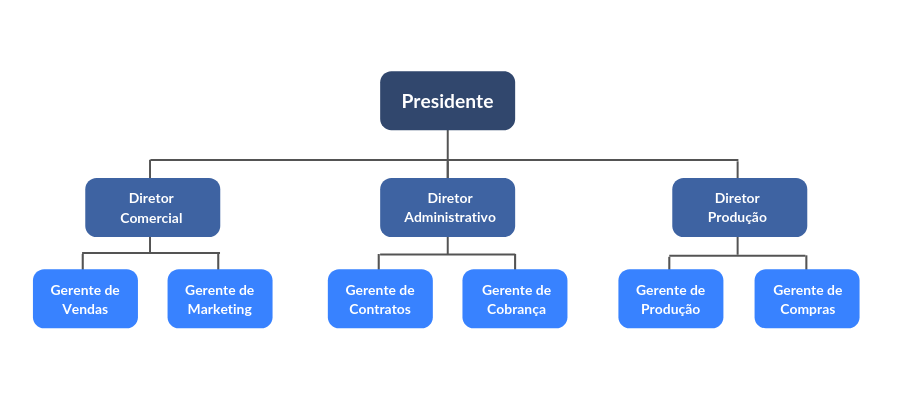 Presidente
Diretor
Comercial
Diretor
Administrativo
Diretor
Produção
Gerente de
Vendas
Gerente de
Marketing
Gerente de
Contratos
Gerente de
Cobrança
Gerente de
Produção
Gerente de
Compras